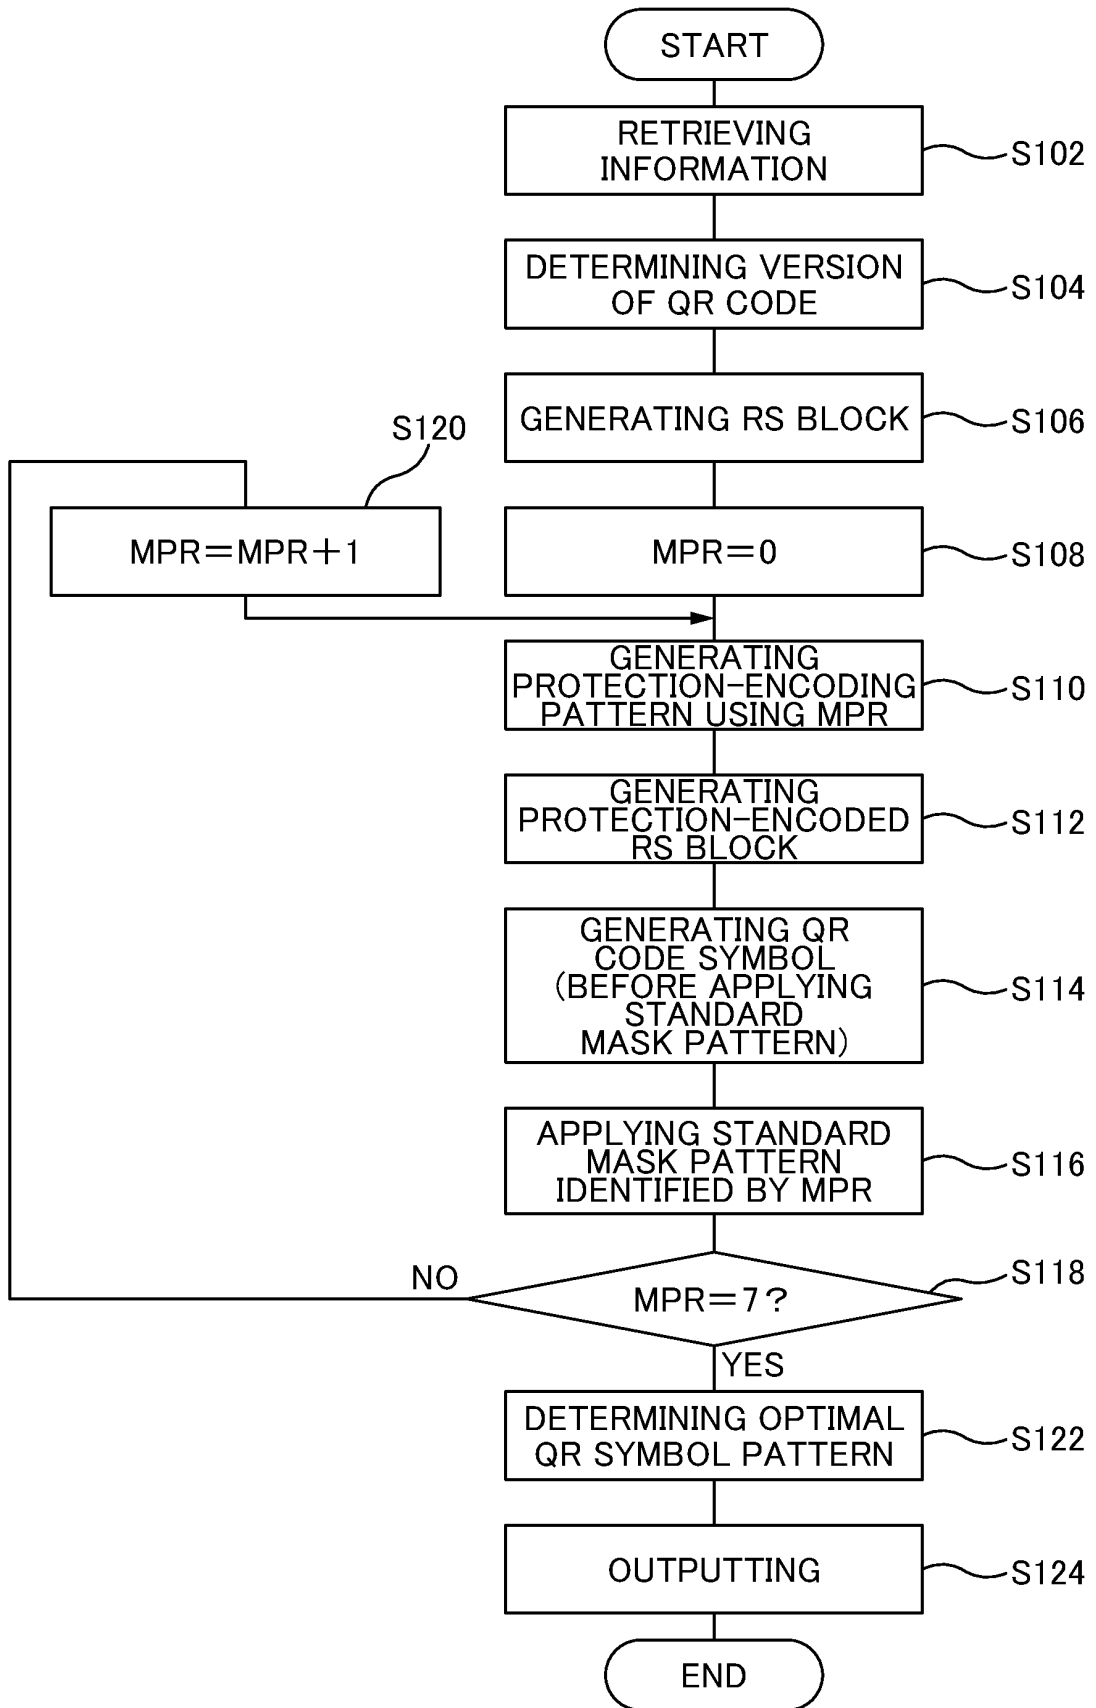 START
RETRIEVING
INFORMATION
S102
DETERMINING VERSION
OF QR CODE
S104
GENERATING RS BLOCK
S106
S120
MPR=MPR+1
MPR=0
S108
GENERATING
PROTECTION-ENCODING
PATTERN USING MPR
S110
GENERATING
PROTECTION-ENCODED
RS BLOCK
S112
GENERATING QR
CODE SYMBOL
(BEFORE APPLYING
STANDARD
MASK PATTERN)
S114
APPLYING STANDARD
MASK PATTERN
IDENTIFIED BY MPR
S116
NO
MPR=7?
S118
YES
DETERMINING OPTIMAL
QR SYMBOL PATTERN
S122
OUTPUTTING
S124
END